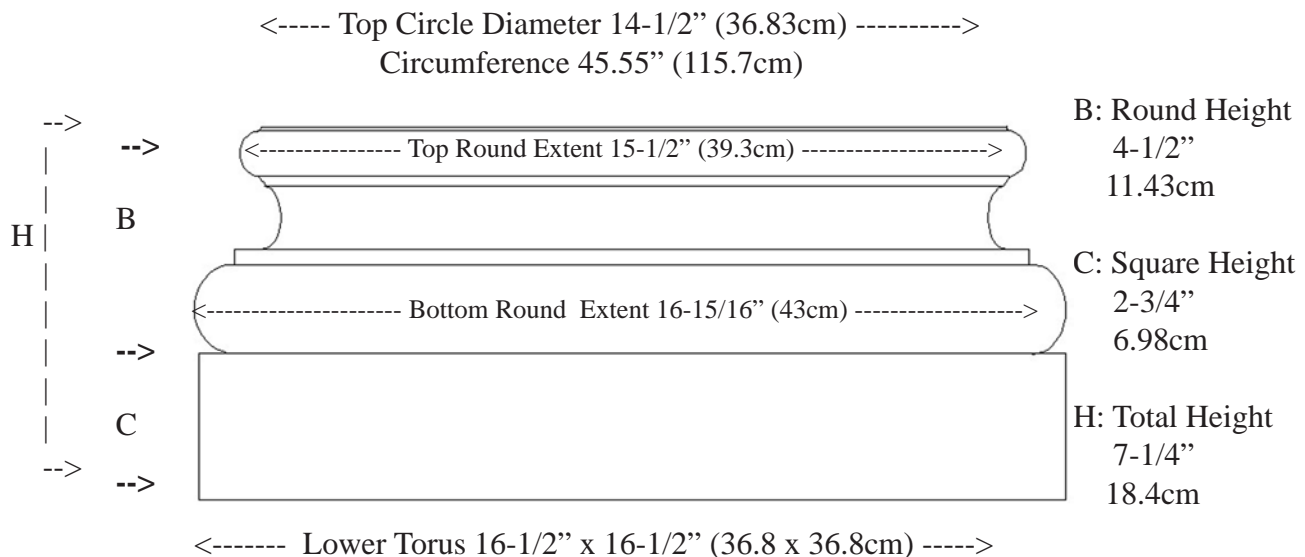 <----- Top Circle Diameter 14-1/2” (36.83cm) ---------->
Circumference 45.55” (115.7cm)
B: Round Height
4-1/2”
11.43cm
<---------------- Top Round Extent 15-1/2” (39.3cm) --------------------->
B
H
C: Square Height
2-3/4”
6.98cm
<---------------------- Bottom Round  Extent 16-15/16” (43cm) ------------------->
C
H: Total Height
7-1/4”
18.4cm
<------- Lower Torus 16-1/2” x 16-1/2” (36.8 x 36.8cm) ----->